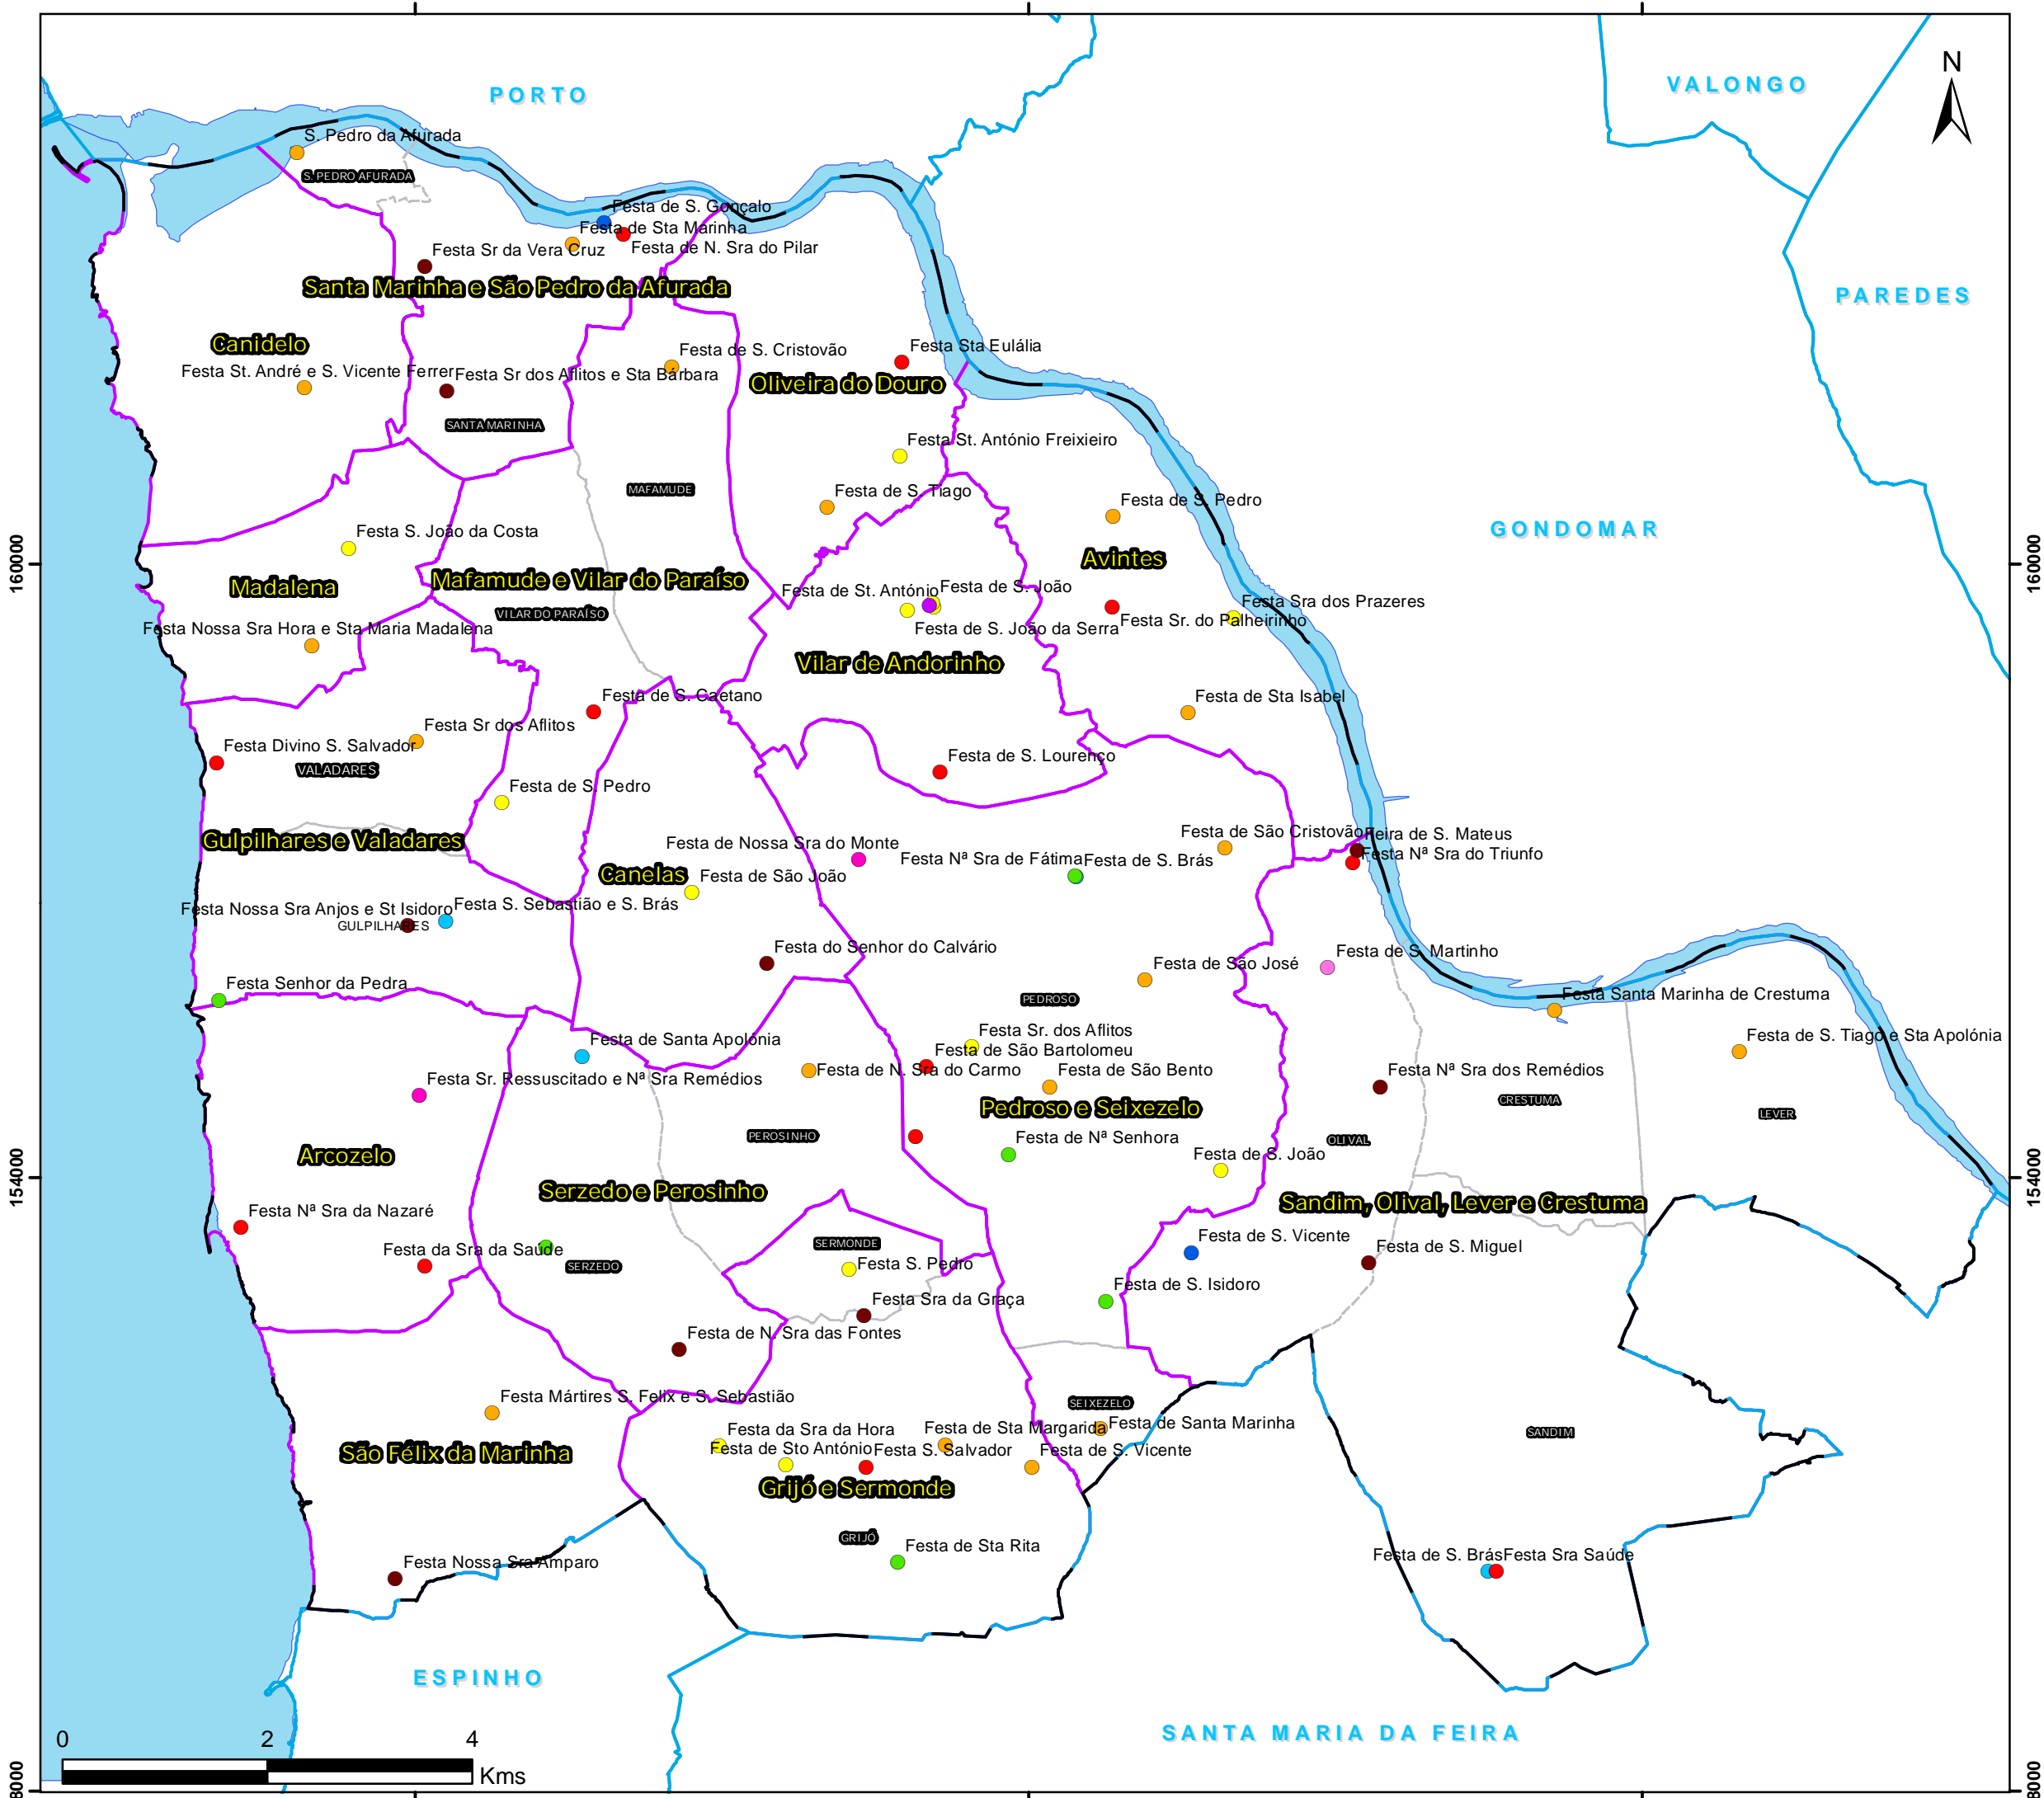 N
PORTO
VALONGO
S. Pedro da Afurada
S. PEDRO AFURADA
Festa de S. Gonçalo
Festa de Sta Marinha
Festa Sr da Vera Cruz
Festa de N. Sra do Pilar
Santa Marinha e São Pedro da Afurada
PAREDES
Canidelo
Festa de S. Cristovão
Festa Sta Eulália
Festa St. André e S. Vicente Ferrer
Festa Sr dos Aflitos e Sta Bárbara
Oliveira do Douro
SANTA MARINHA
Festa St. António Freixieiro
MAFAMUDE
Festa de S. Tiago
Festa de S. Pedro
GONDOMAR
Festa S. João da Costa
160000
160000
Avintes
Madalena
Mafamude e Vilar do Paraíso
Festa de St. António
Festa de S. João
Festa Sra dos Prazeres
VILAR DO PARAÍSO
Festa Nossa Sra Hora e Sta Maria Madalena
Festa de S. João da Serra
Festa Sr. do Palheirinho
Vilar de Andorinho
Festa de S. Caetano
Festa de Sta Isabel
Festa Sr dos Aflitos
Festa Divino S. Salvador
VALADARES
Festa de S. Lourenço
Festa de S. Pedro
Gulpilhares e Valadares
Festa de Nossa Sra do Monte
Festa de São Cristovão
Feira de S. Mateus
Festa Nª Sra de Fátima
Festa de S. Brás
Festa Nª Sra do Triunfo
Canelas
Festa de São João
Festa Nossa Sra Anjos e St Isidoro
Festa S. Sebastião e S. Brás
GULPILHARES
Festa do Senhor do Calvário
Festa de S. Martinho
Festa de São José
Festa Senhor da Pedra
PEDROSO
Festa Santa Marinha de Crestuma
Festa Sr. dos Aflitos
Festa de Santa Apolónia
Festa de São Bartolomeu
Festa de S. Tiago e Sta Apolónia
Festa Sr. Ressuscitado e Nª Sra Remédios
Festa de N. Sra do Carmo
Festa de São Bento
Festa Nª Sra dos Remédios
Pedroso e Seixezelo
CRESTUMA
LEVER
PEROSINHO
Festa de Nª Senhora
OLIVAL
Arcozelo
Festa de S. João
154000
154000
Serzedo e Perosinho
Sandim, Olival, Lever e Crestuma
Festa Nª Sra da Nazaré
Festa da Sra da Saúde
SERMONDE
Festa de S. Vicente
Festa de S. Miguel
SERZEDO
Festa S. Pedro
Festa de S. Isidoro
Festa Sra da Graça
Festa de N. Sra das Fontes
Festa Mártires S. Felix e S. Sebastião
SEIXEZELO
Festa da Sra da Hora
Festa de Sta Margarida
Festa de Santa Marinha
SANDIM
Festa de Sto António
Festa S. Salvador
Festa de S. Vicente
São Félix da Marinha
Grijó e Sermonde
GRIJÓ
Festa de Sta Rita
Festa Nossa Sra Amparo
Festa de S. Brás
Festa Sra Saúde
ESPINHO
SANTA MARIA DA FEIRA
0 2 4
Kms